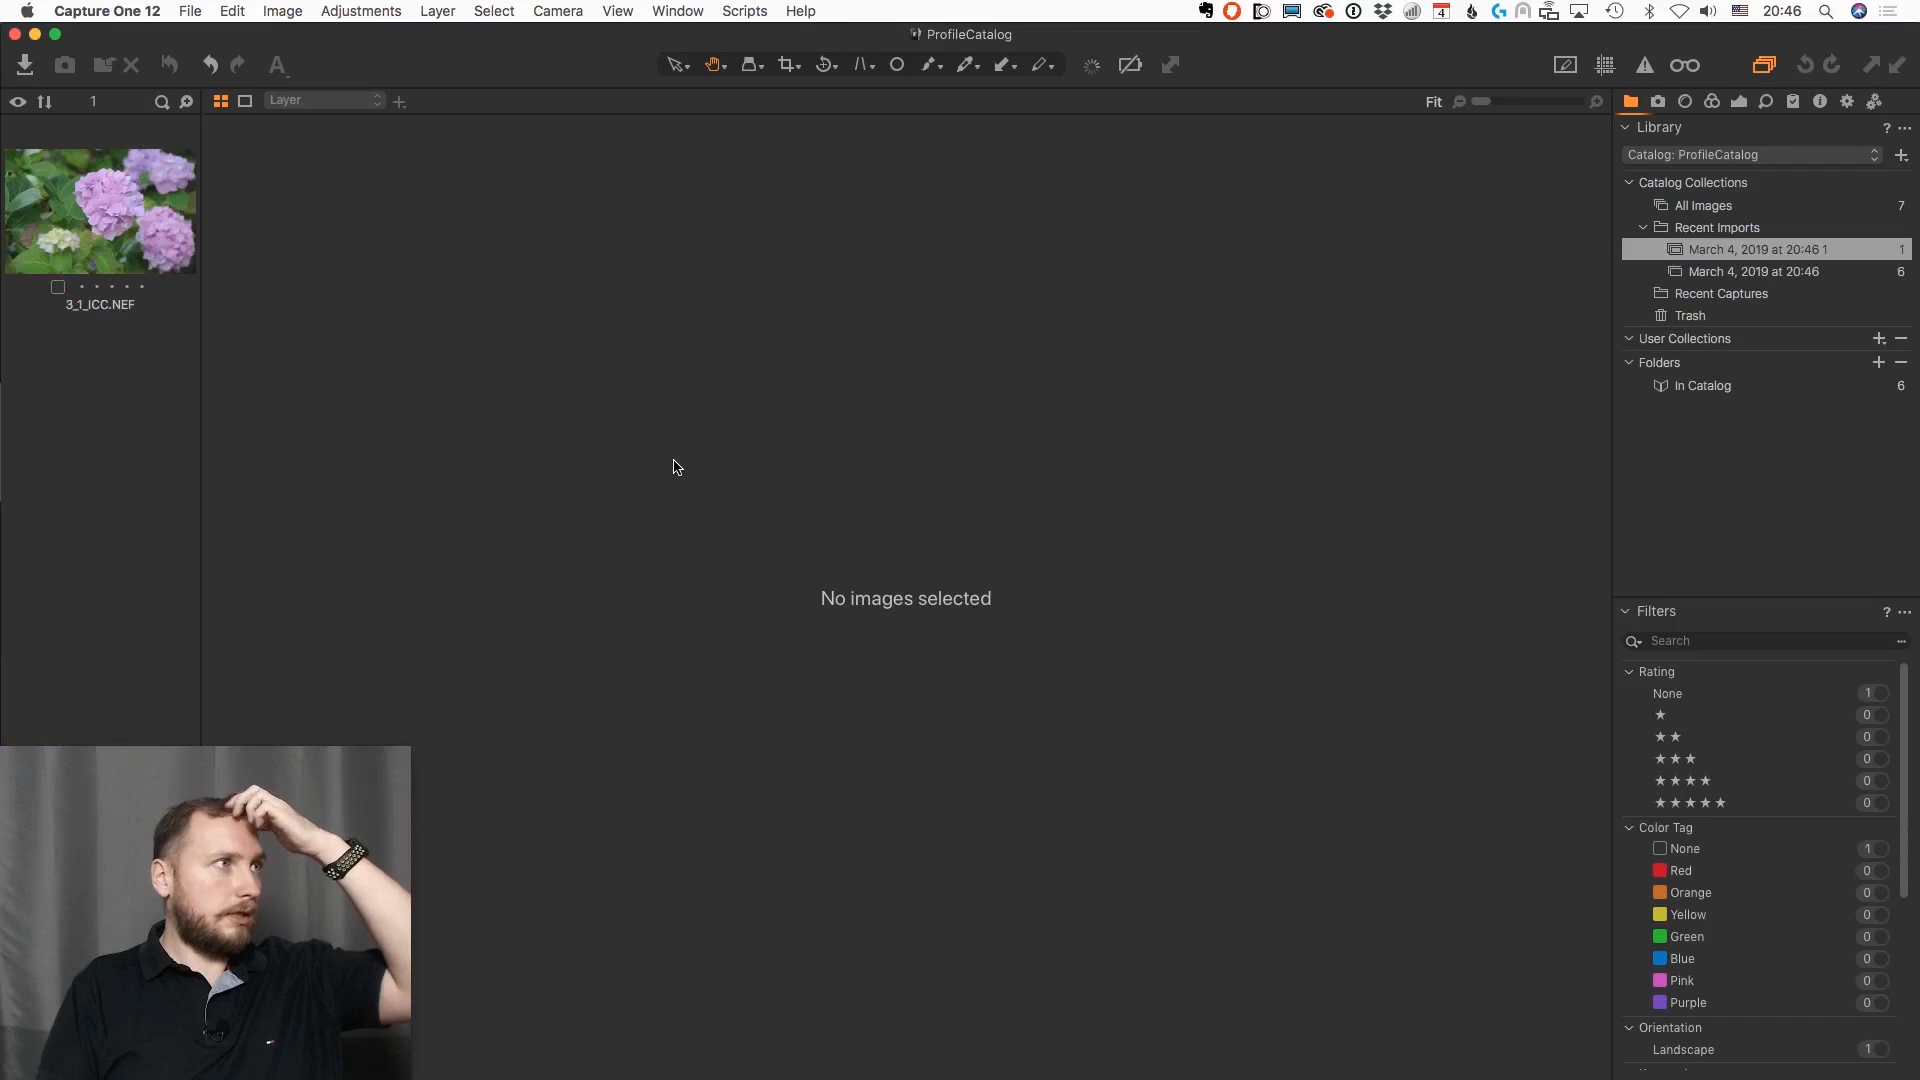 Capture One 12 File Edit Image Adjustments Layer Select Camera View Window Scripts Help 4 20:46
ProfileCatalog
A
1 Layer Fit
3_1_ICC.NEF
No images selected
Library ?
Catalog: ProfileCatalog
Catalog Collections
All Images 7
Recent Imports
March 4, 2019 at 20:46 1 1
March 4, 2019 at 20:46 6
Recent Captures
Trash
User Collections
Folders
In Catalog 6
Filters ?
Search
Rating
None 1
★ 0
★★ 0
★★★ 0
★★★★ 0
★★★★★ 0
Color Tag
None 1
Red 0
Orange 0
Yellow 0
Green 0
Blue 0
Pink 0
Purple 0
Orientation
Landscape 1